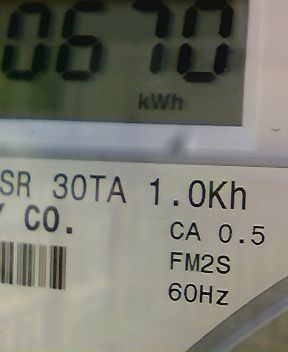 0670
kWh
SR 30TA 1.0Kh
Y CO.
CA 0.5
FM2S
60Hz